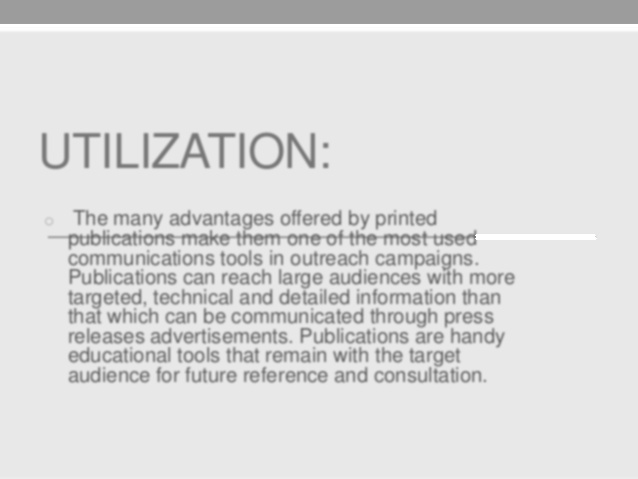 UTILIZATION:
The many advantages offered by printed
publications make them one of the most used
communications tools in outreach campaigns.
Publications can reach large audiences with more
targeted, technical and detailed information than
that which can be communicated through press
releases advertisements. Publications are handy
educational tools that remain with the target
audience for future reference and consultation.